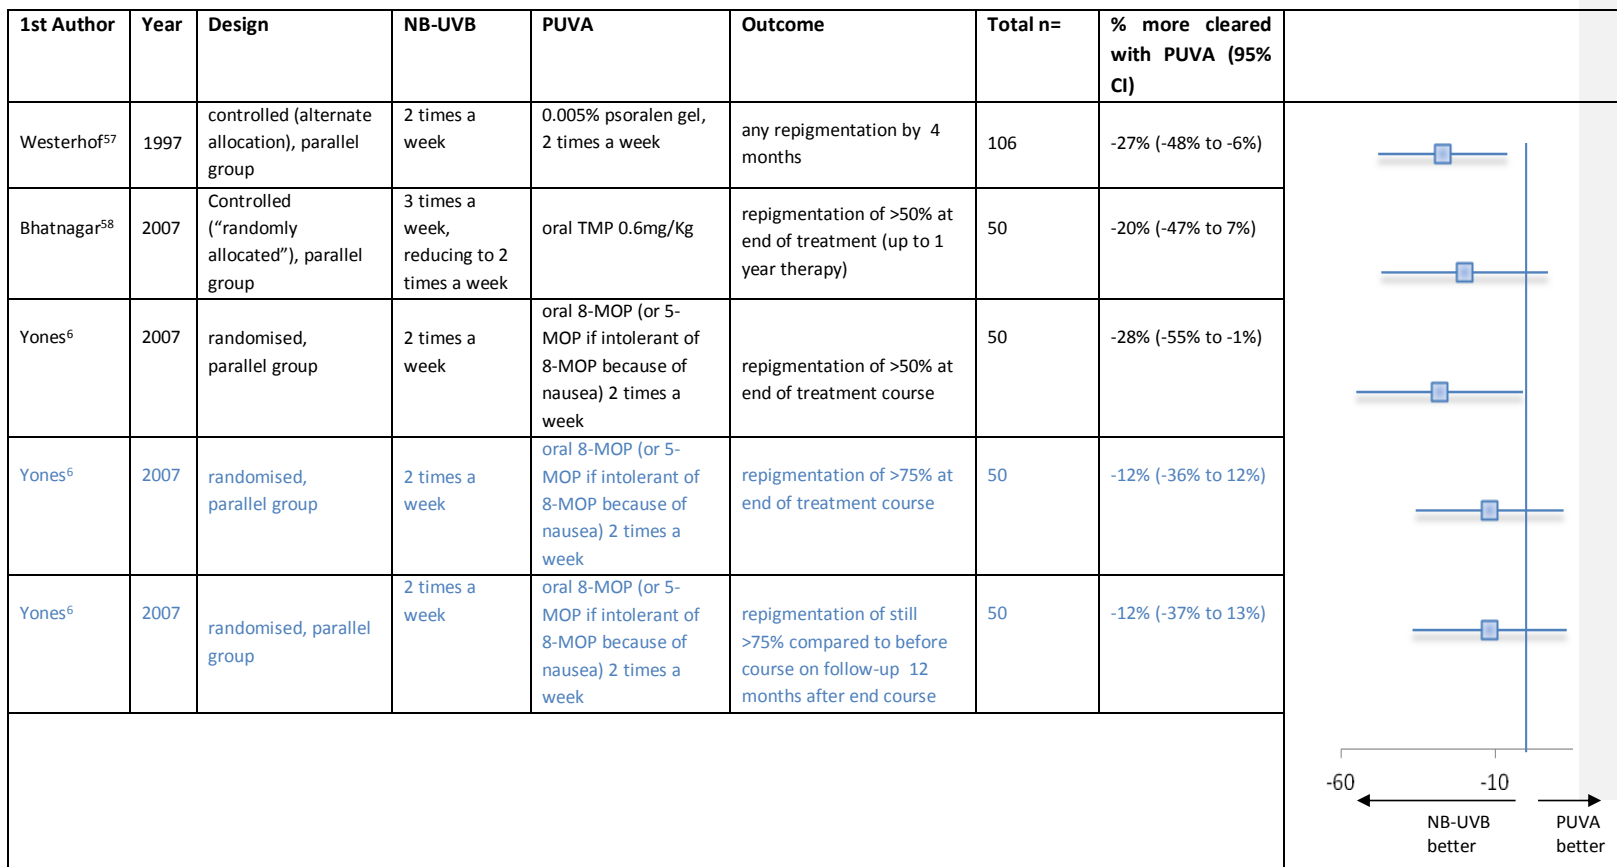 1st Author Year Design NB-UVB PUVA Outcome Total n= % more cleared
with PUVA (95%
CI)
Westerhof57
1997
controlled (alternate
allocation), parallel
group
2 times a
week
0.005% psoralen gel,
2 times a week
any repigmentation by 4
months
106
-27% (-48% to -6%)
Bhatnagar58
2007
Controlled
(“randomly
allocated”), parallel
group
3 times a
week,
reducing to 2
times a week
oral TMP 0.6mg/Kg
repigmentation of >50% at
end of treatment (up to 1
year therapy)
50
-20% (-47% to 7%)
Yones6
2007
randomised,
parallel group
2 times a
week
oral 8-MOP (or 5-
MOP if intolerant of
8-MOP because of
nausea) 2 times a
week
repigmentation of >50% at
end of treatment course
50
-28% (-55% to -1%)
Yones6
2007
randomised,
parallel group
2 times a
week
oral 8-MOP (or 5-
MOP if intolerant of
8-MOP because of
nausea) 2 times a
week
repigmentation of >75% at
end of treatment course
50
-12% (-36% to 12%)
Yones6
2007
randomised, parallel
group
2 times a
week
oral 8-MOP (or 5-
MOP if intolerant of
8-MOP because of
nausea) 2 times a
week
repigmentation of still
>75% compared to before
course on follow-up 12
months after end course
50
-12% (-37% to 13%)
-60 -10
NB-UVB
better
PUVA
better